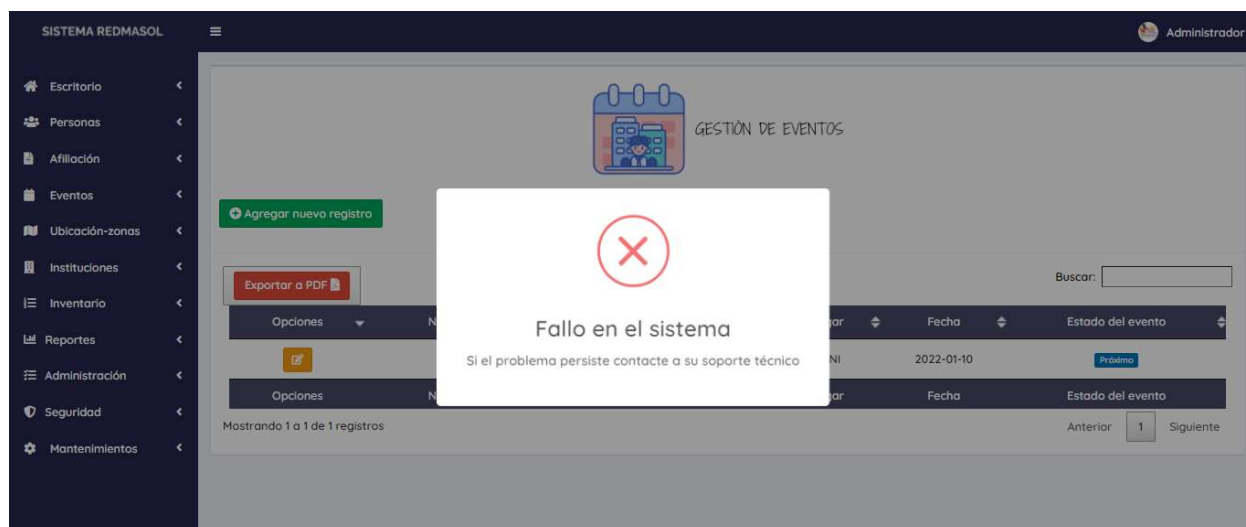 SISTEMA REDMASOL
Administrador
Escritorio
Personas
Afiliación
Eventos
Ubicación-zonas
Instituciones
Inventario
Reportes
Administración
Seguridad
Mantenimientos
GESTIÓN DE EVENTOS
Agregar nuevo registro
Exportar a PDF
Buscar:
Opciones Fecha Estado del evento
2022-01-10 Próximo
Opciones Fecha Estado del evento
Mostrando 1 a 1 de 1 registros
Anterior 1 Siguiente
Fallo en el sistema
Si el problema persiste contacte a su soporte técnico